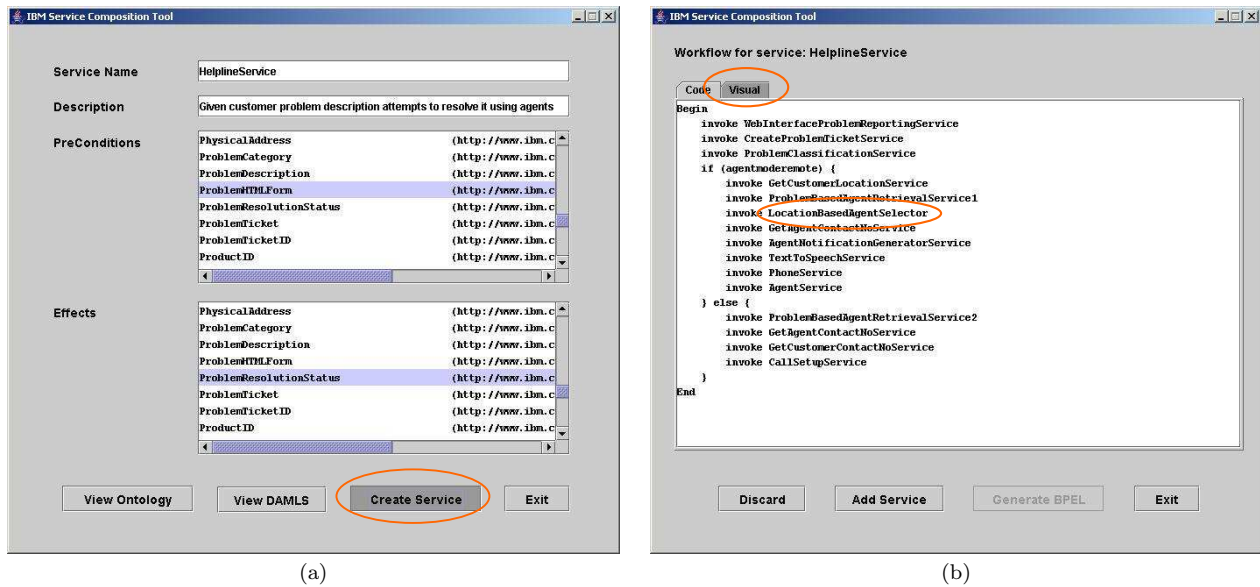 IBM Service Composition Tool
Service Name HelplineService
Description Given customer problem description attempts to resolve it using agents
PreConditions
PhysicalAddress (http://www.ibm.c
ProblemCategory (http://www.ibm.c
ProblemDescription (http://www.ibm.c
ProblemHTMLForm (http://www.ibm.c
ProblemResolutionStatus (http://www.ibm.c
ProblemTicket (http://www.ibm.c
ProblemTicketID (http://www.ibm.c
ProductID (http://www.ibm.c
Effects
PhysicalAddress (http://www.ibm.c
ProblemCategory (http://www.ibm.c
ProblemDescription (http://www.ibm.c
ProblemHTMLForm (http://www.ibm.c
ProblemResolutionStatus (http://www.ibm.c
ProblemTicket (http://www.ibm.c
ProblemTicketID (http://www.ibm.c
ProductID (http://www.ibm.c
View Ontology View DAMLS Create Service Exit
(a)
IBM Service Composition Tool
Workflow for service: HelplineService
Code Visual
Begin
invoke WebInterfaceProblemReportingService
invoke CreateProblemTicketService
invoke ProblemClassificationService
if (agentmoderemote) {
invoke GetCustomerLocationService
invoke ProblemBasedAgentRetrievalService1
invoke LocationBasedAgentSelector
invoke GetAgentContactNoService
invoke AgentNotificationGeneratorService
invoke TextToSpeechService
invoke PhoneService
invoke AgentService
} else {
invoke ProblemBasedAgentRetrievalService2
invoke GetAgentContactNoService
invoke GetCustomerContactNoService
invoke CallSetupService
}
End
Discard Add Service Generate BPEL Exit
(b)